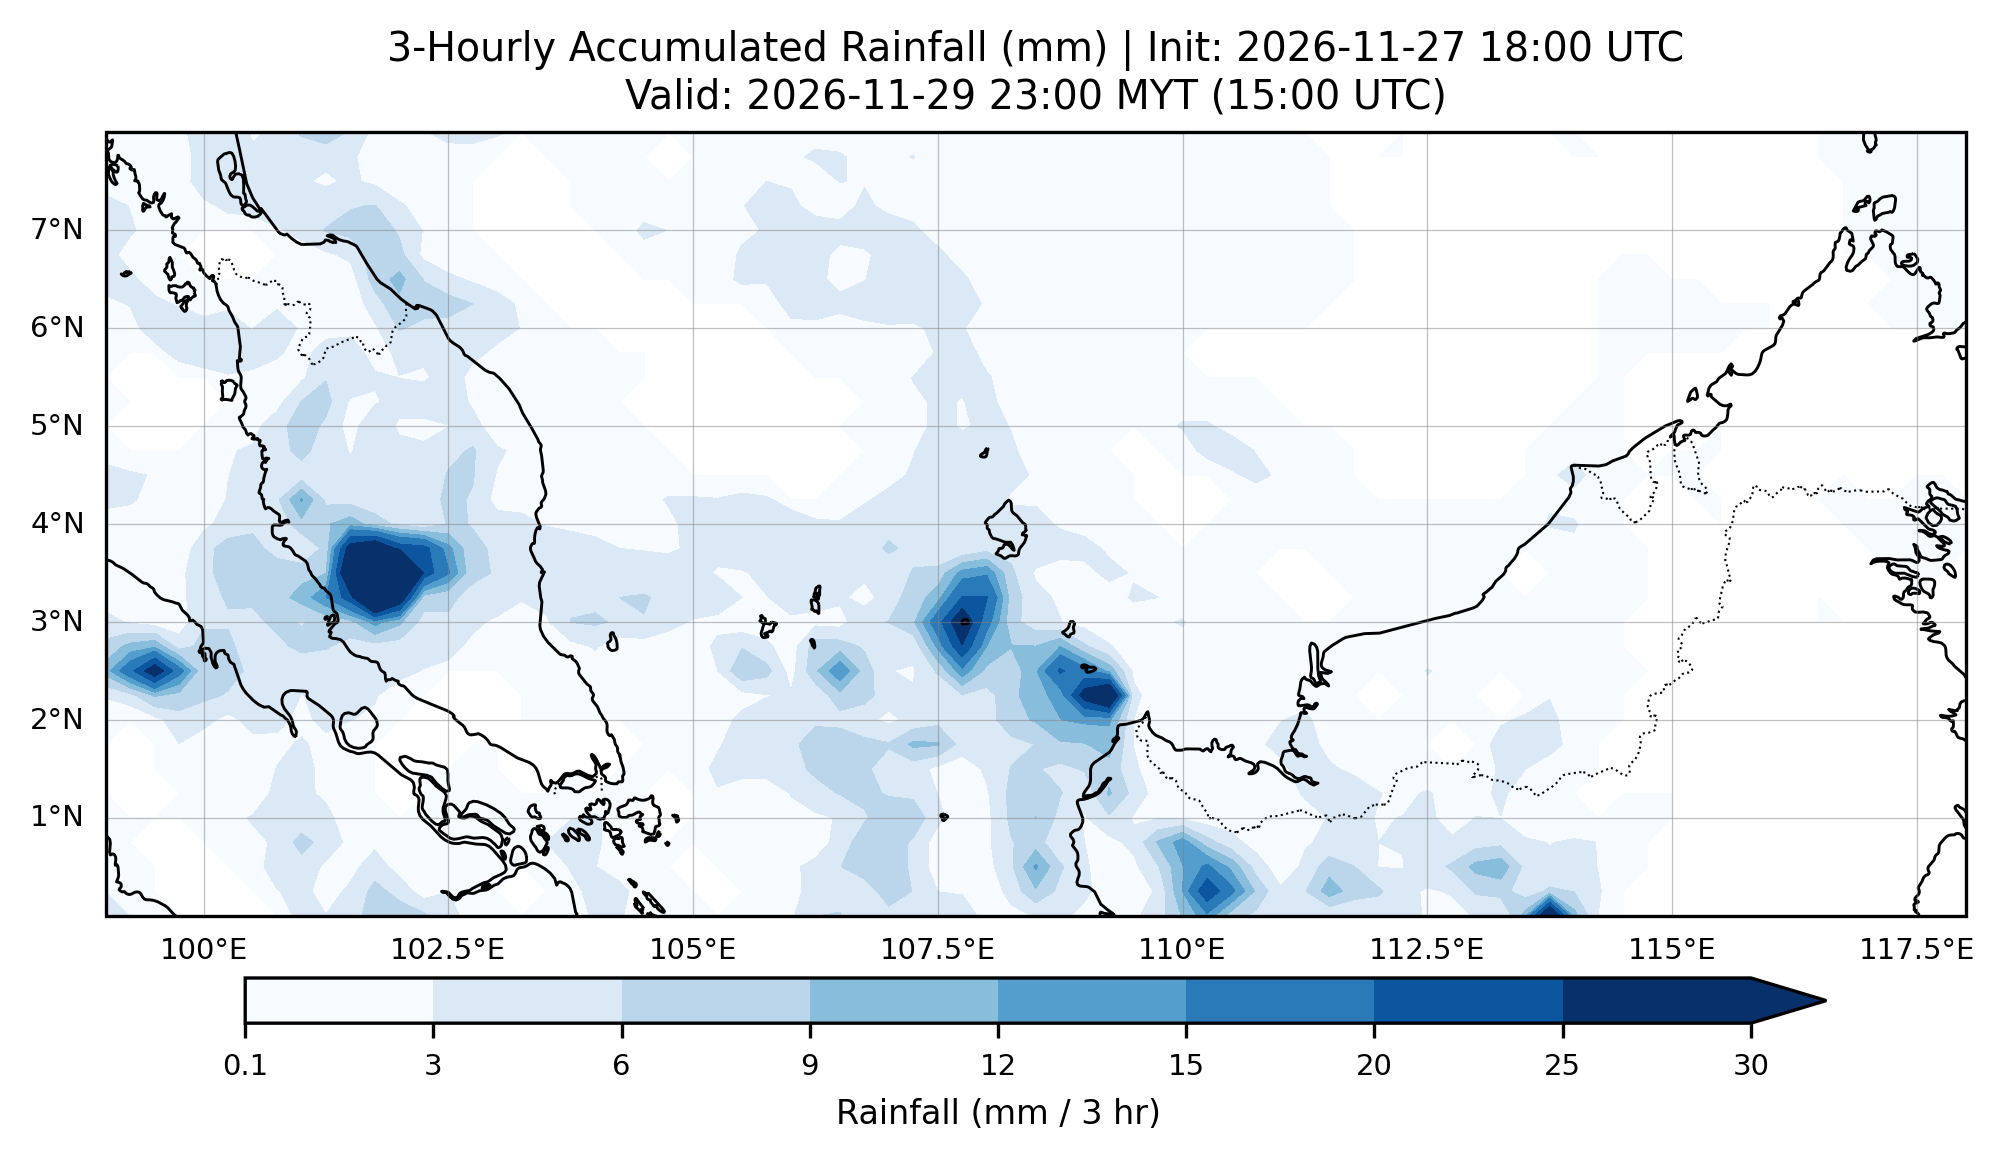 3-Hourly Accumulated Rainfall (mm) | Init: 2026-11-27 18:00 UTC
Valid: 2026-11-29 23:00 MYT (15:00 UTC)
7°N
6°N
5°N
4°N
3°N
2°N
1°N
100°E 102.5°E 105°E 107.5°E 110°E 112.5°E 115°E 117.5°E
0.1 3 6 9 12 15 20 25 30
Rainfall (mm / 3 hr)